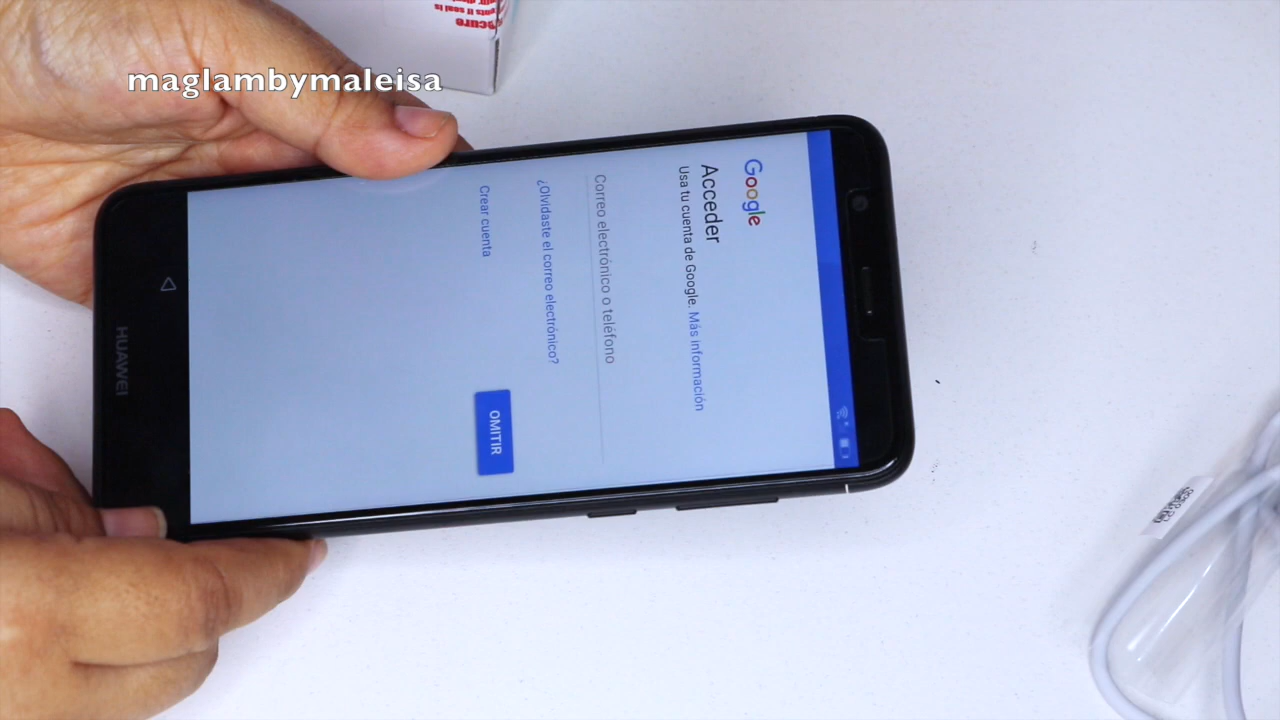 maglambymaleisa
Google
Acceder
Usa tu cuenta de Google. Más información
Correo electrónico o teléfono
¿Olvidaste el correo electrónico?
Crear cuenta
OMITIR
HUAWEI